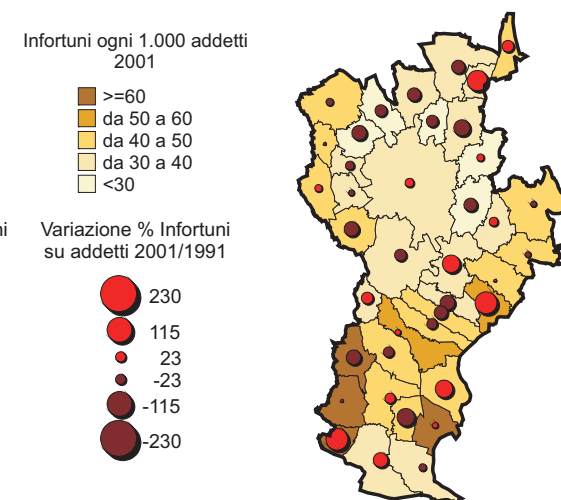 Infortuni ogni 1.000 addetti
2001
>=60
da 50 a 60
da 40 a 50
da 30 a 40
<30
ni
Variazione % Infortuni
su addetti 2001/1991
230
115
23
-23
-115
-230